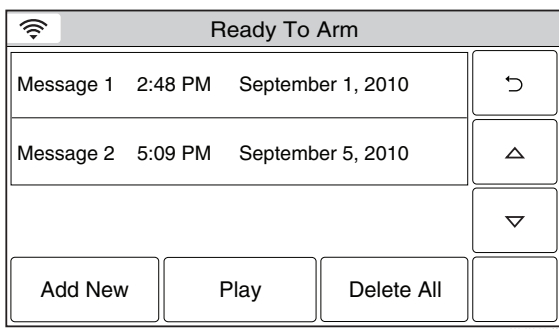 Ready To Arm
Message 1 2:48 PM September 1, 2010
Message 2 5:09 PM September 5, 2010
Add New Play Delete All